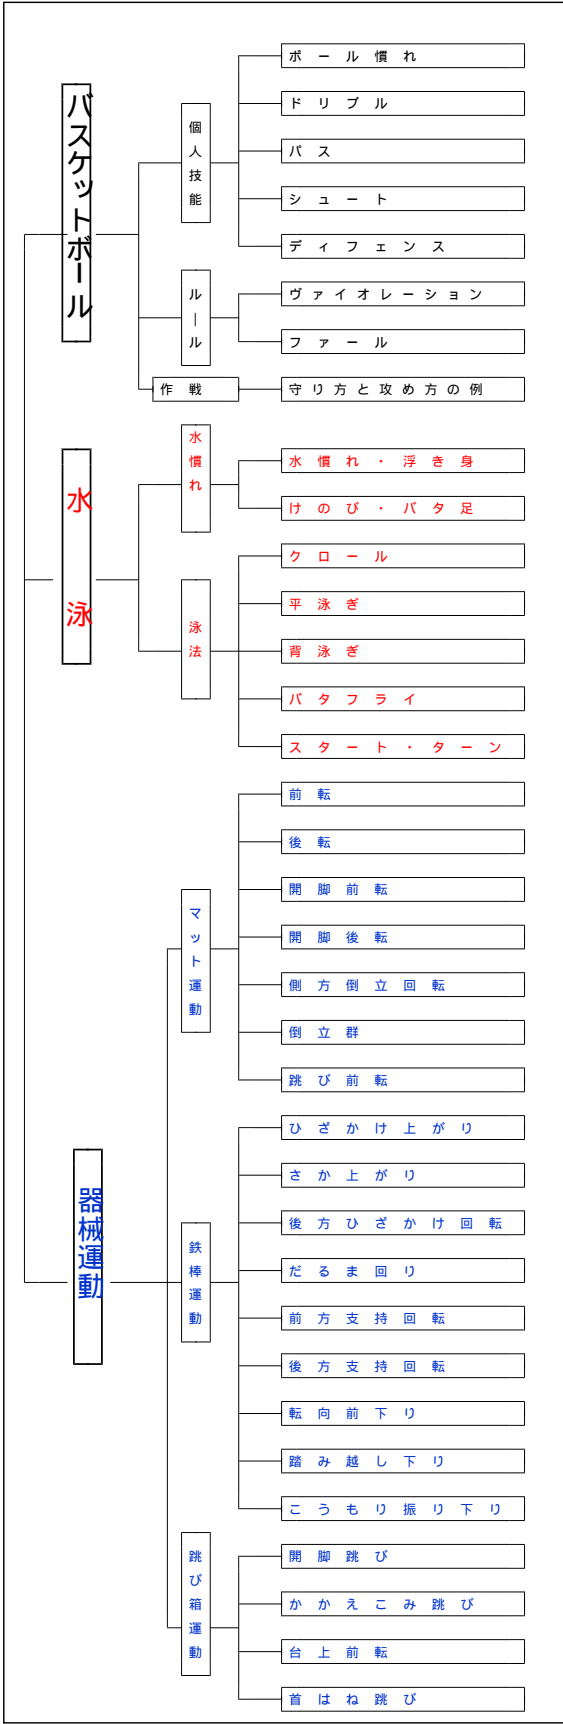 バスケットボール
個人技能
ボール慣れ
ドリブル
パス
シュート
ディフェンス
ルール
ヴァイオレーション
ファール
作戦
守り方と攻め方の例
水泳
水慣れ
水慣れ・浮き身
けのび・バタ足
泳法
クロール
平泳ぎ
背泳ぎ
バタフライ
スタート・ターン
器械運動
マット運動
前転
後転
開脚前転
開脚後転
側方倒立回転
倒立群
跳び前転
鉄棒運動
ひざかけ上がり
さか上がり
後方ひざかけ回転
だるま回り
前方支持回転
後方支持回転
転向前下り
踏み越し下り
こうもり振り下り
跳び箱運動
開脚跳び
かかえこみ跳び
台上前転
首はね跳び